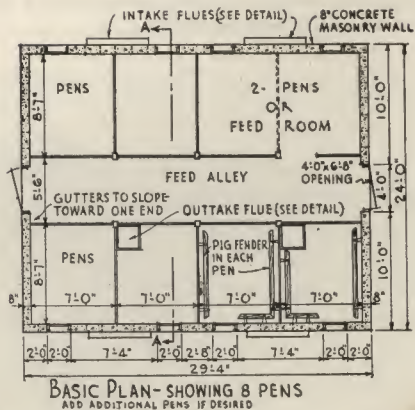 INTAKE FLUES (SEE DETAIL)
8" CONCRETE
MASONRY WALL
A
PENS
2- PENS
OR
FEED ROOM
8'-7"
10'-0"
FEED ALLEY
4'-0"x6'-8"
OPENING
5'-6"
4'-0"
24'-0"
GUTTERS TO SLOPE
TOWARD ONE END
OUTTAKE FLUE (SEE DETAIL)
PENS
PIG FENDER
IN EACH
PEN
8'-7"
10'-0"
8"
7'-0"
7'-0"
7'-0"
7'-0"
8"
A
2'-0" 2'-0" 7'-4" 2'-0" 2'-8" 2'-0" 7'-4" 2'-0" 2'-0"
29'-4"
BASIC PLAN - SHOWING 8 PENS
ADD ADDITIONAL PENS IF DESIRED